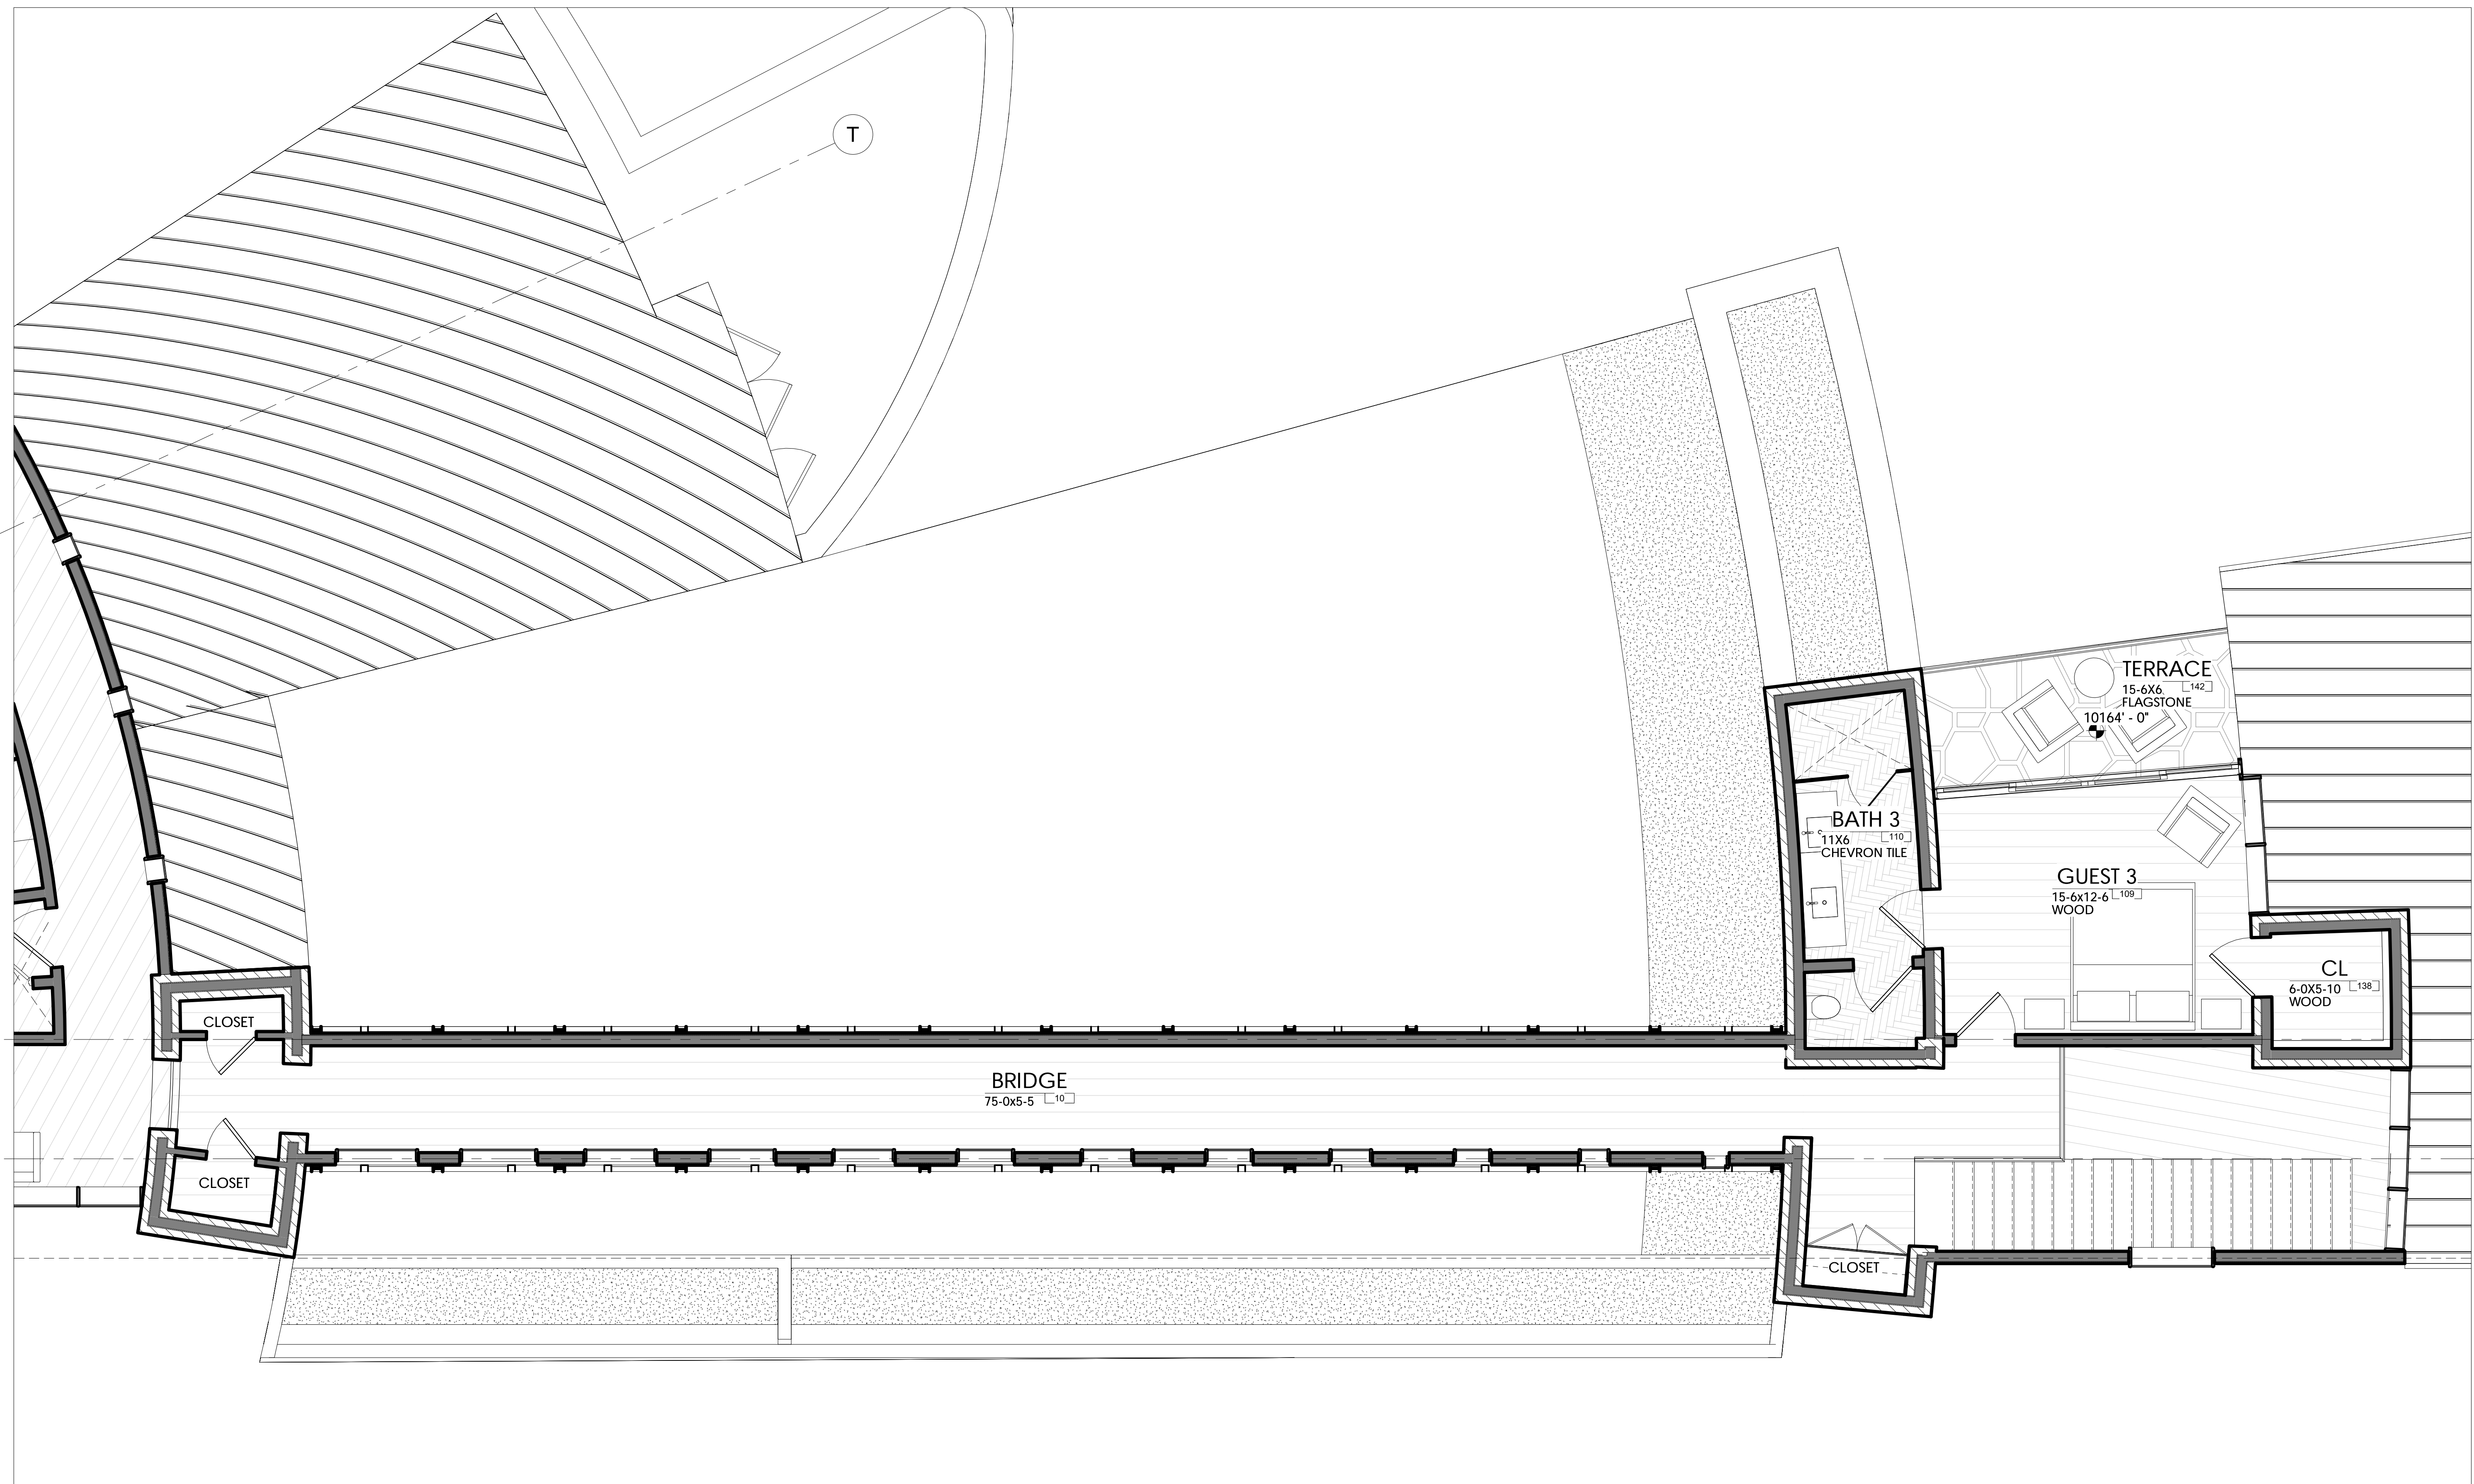 T
TERRACE
15-6X6 142
FLAGSTONE
10164' - 0"
BATH 3
11X6 110
CHEVRON TILE
GUEST 3
15-6x12-6 109
WOOD
CL
6-0X5-10 138
WOOD
CLOSET
BRIDGE
75-0x5-5 10
CLOSET
CLOSET